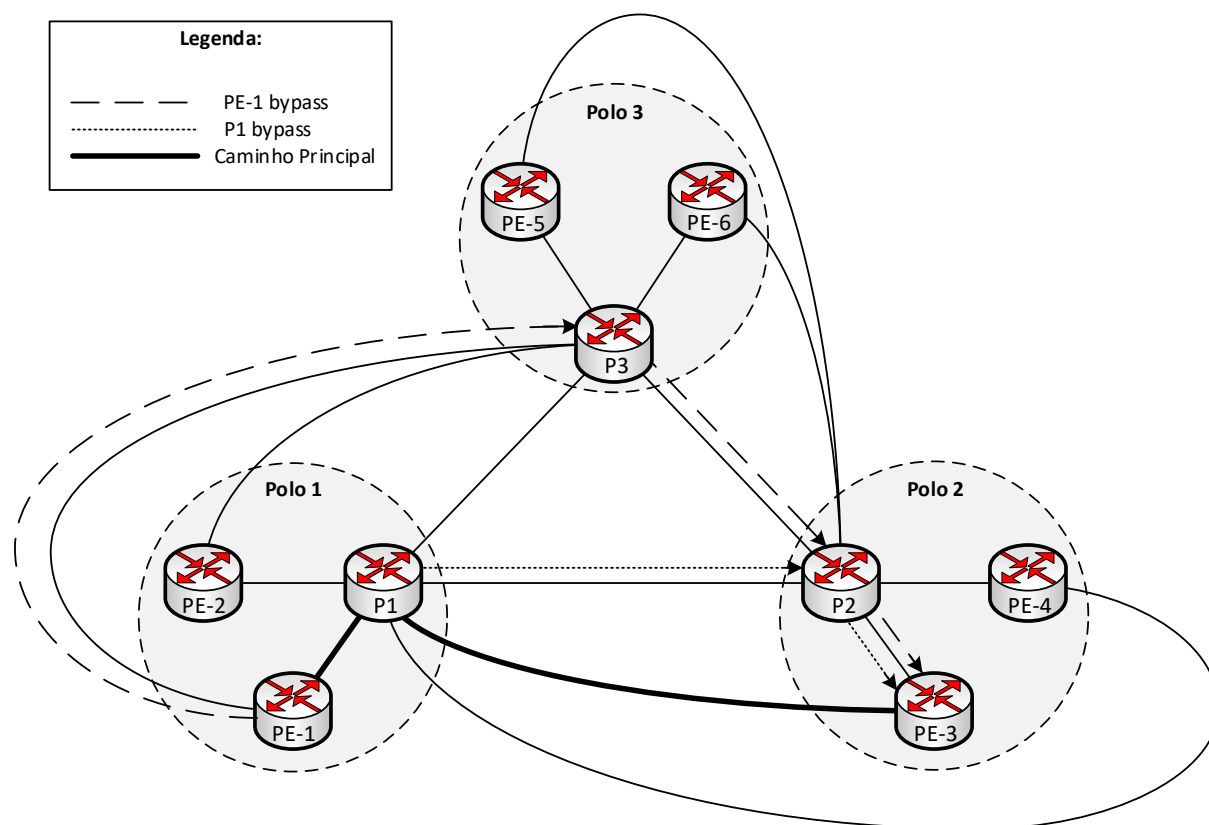 Legenda:
PE-1 bypass
P1 bypass
Caminho Principal
Polo 3
PE-5
PE-6
P3
Polo 1
Polo 2
PE-2
P1
P2
PE-4
PE-1
PE-3